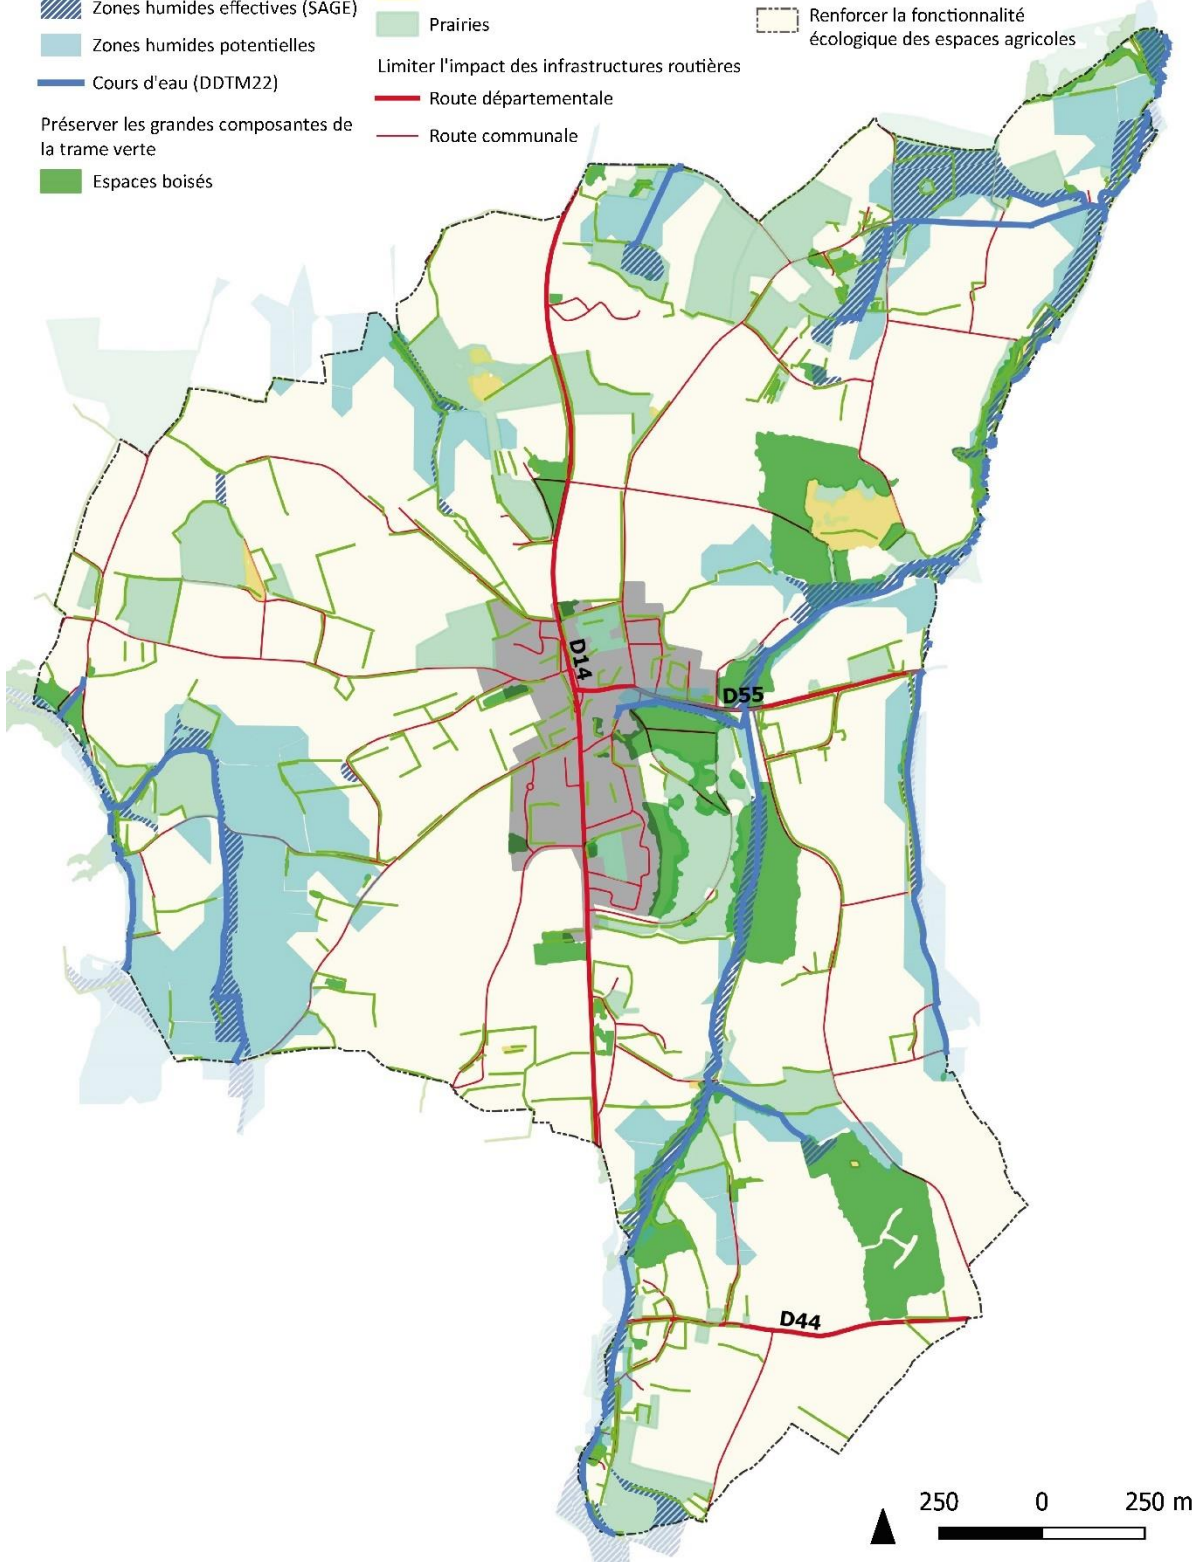 Zones humides effectives (SAGE)
Zones humides potentielles
Cours d'eau (DDTM22)
Préserver les grandes composantes de
la trame verte
Espaces boisés
Prairies
Limiter l'impact des infrastructures routières
Route départementale
Route communale
Renforcer la fonctionnalité
écologique des espaces agricoles
D14
D55
D44
250 0 250 m